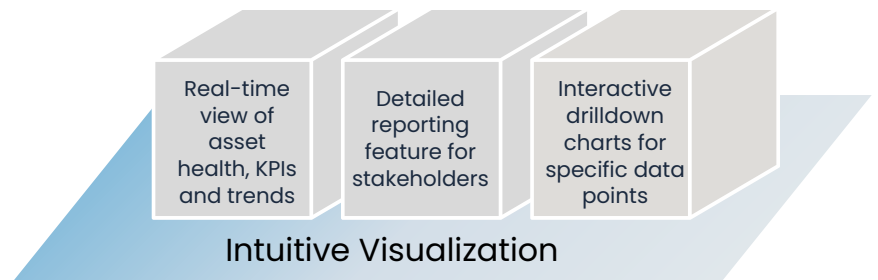 Real-time
view of
asset
health, KPIs
and trends
Detailed
reporting
feature for
stakeholders
Interactive
drilldown
charts for
specific data
points
Intuitive Visualization